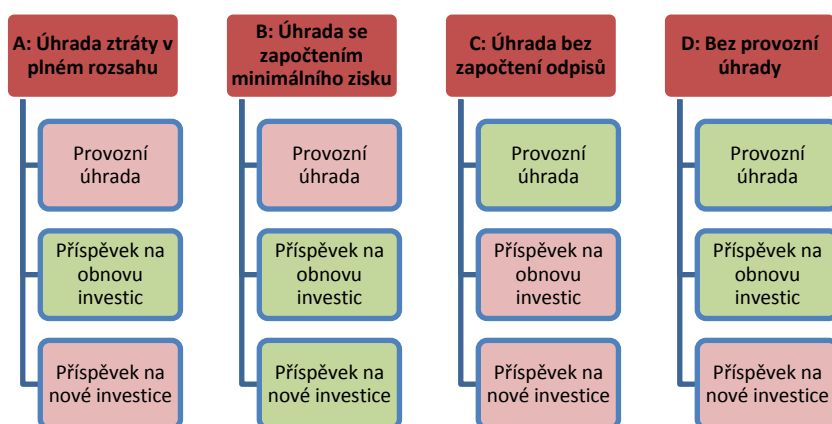 A: Úhrada ztráty v
plném rozsahu
Provozní
úhrada
Příspěvek na
obnovu
investic
Příspěvek na
nové investice
B: Úhrada se
započtením
minimálního zisku
Provozní
úhrada
Příspěvek na
obnovu
investic
Příspěvek na
nové investice
C: Úhrada bez
započtení odpisů
Provozní
úhrada
Příspěvek na
obnovu
investic
Příspěvek na
nové investice
D: Bez provozní
úhrady
Provozní
úhrada
Příspěvek na
obnovu
investic
Příspěvek na
nové investice